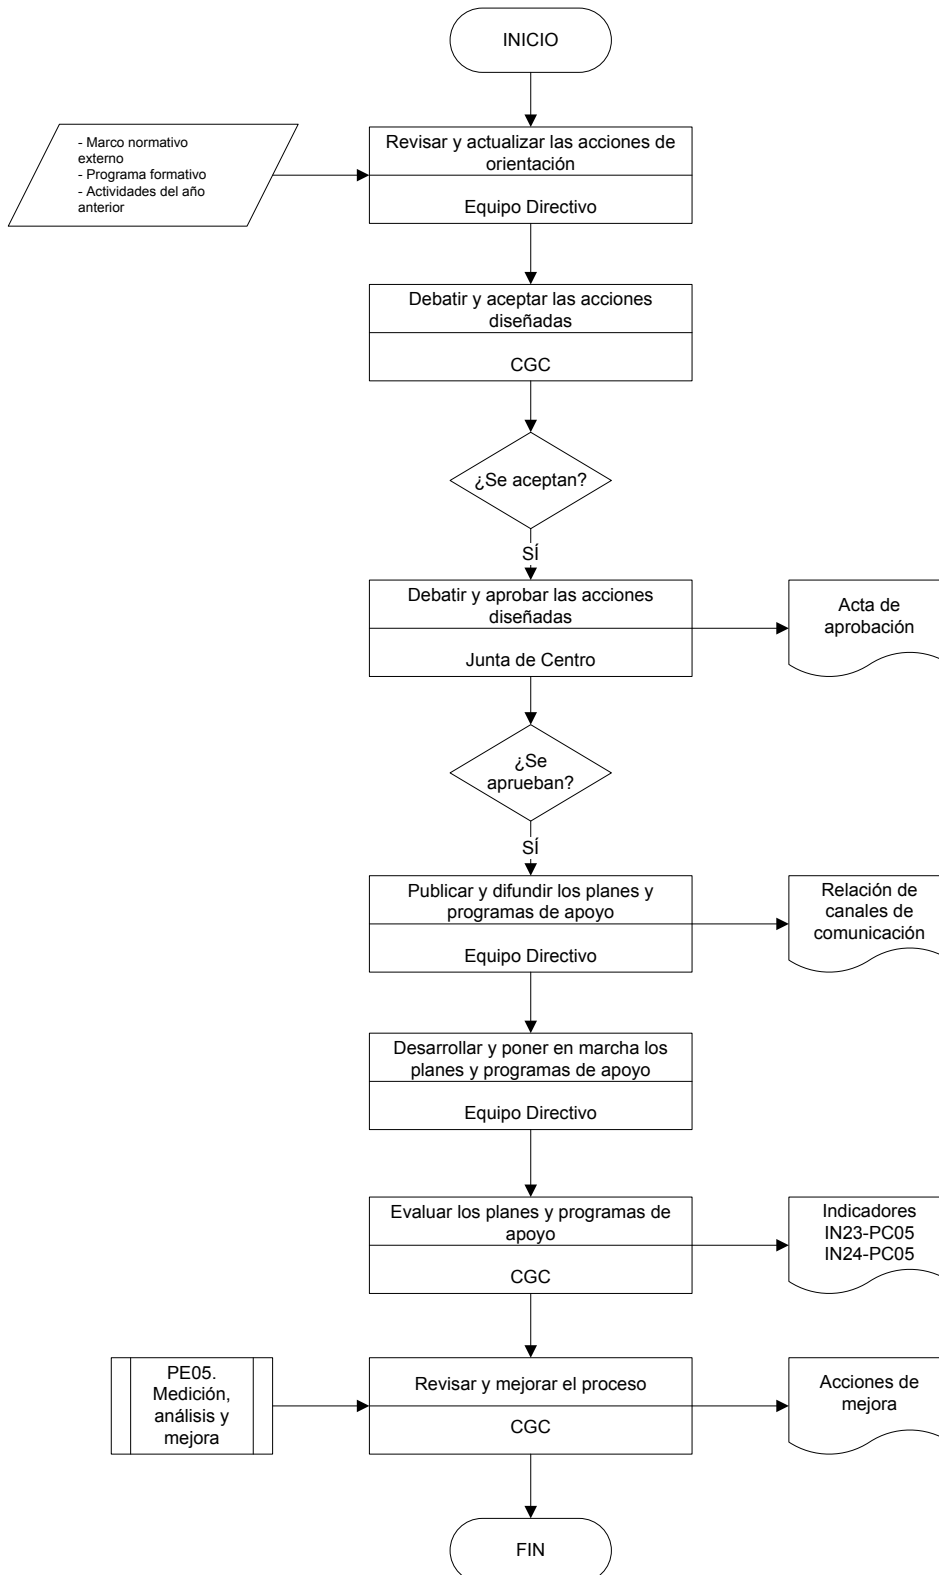 INICIO
- Marco normativo
externo
- Programa formativo
- Actividades del año
anterior
Revisar y actualizar las acciones de
orientación
Equipo Directivo
Debatir y aceptar las acciones
diseñadas
CGC
¿Se aceptan?
SÍ
Debatir y aprobar las acciones
diseñadas
Junta de Centro
Acta de
aprobación
¿Se
aprueban?
SÍ
Publicar y difundir los planes y
programas de apoyo
Equipo Directivo
Relación de
canales de
comunicación
Desarrollar y poner en marcha los
planes y programas de apoyo
Equipo Directivo
Evaluar los planes y programas de
apoyo
CGC
Indicadores
IN23-PC05
IN24-PC05
PE05.
Medición,
análisis y
mejora
Revisar y mejorar el proceso
CGC
Acciones de
mejora
FIN